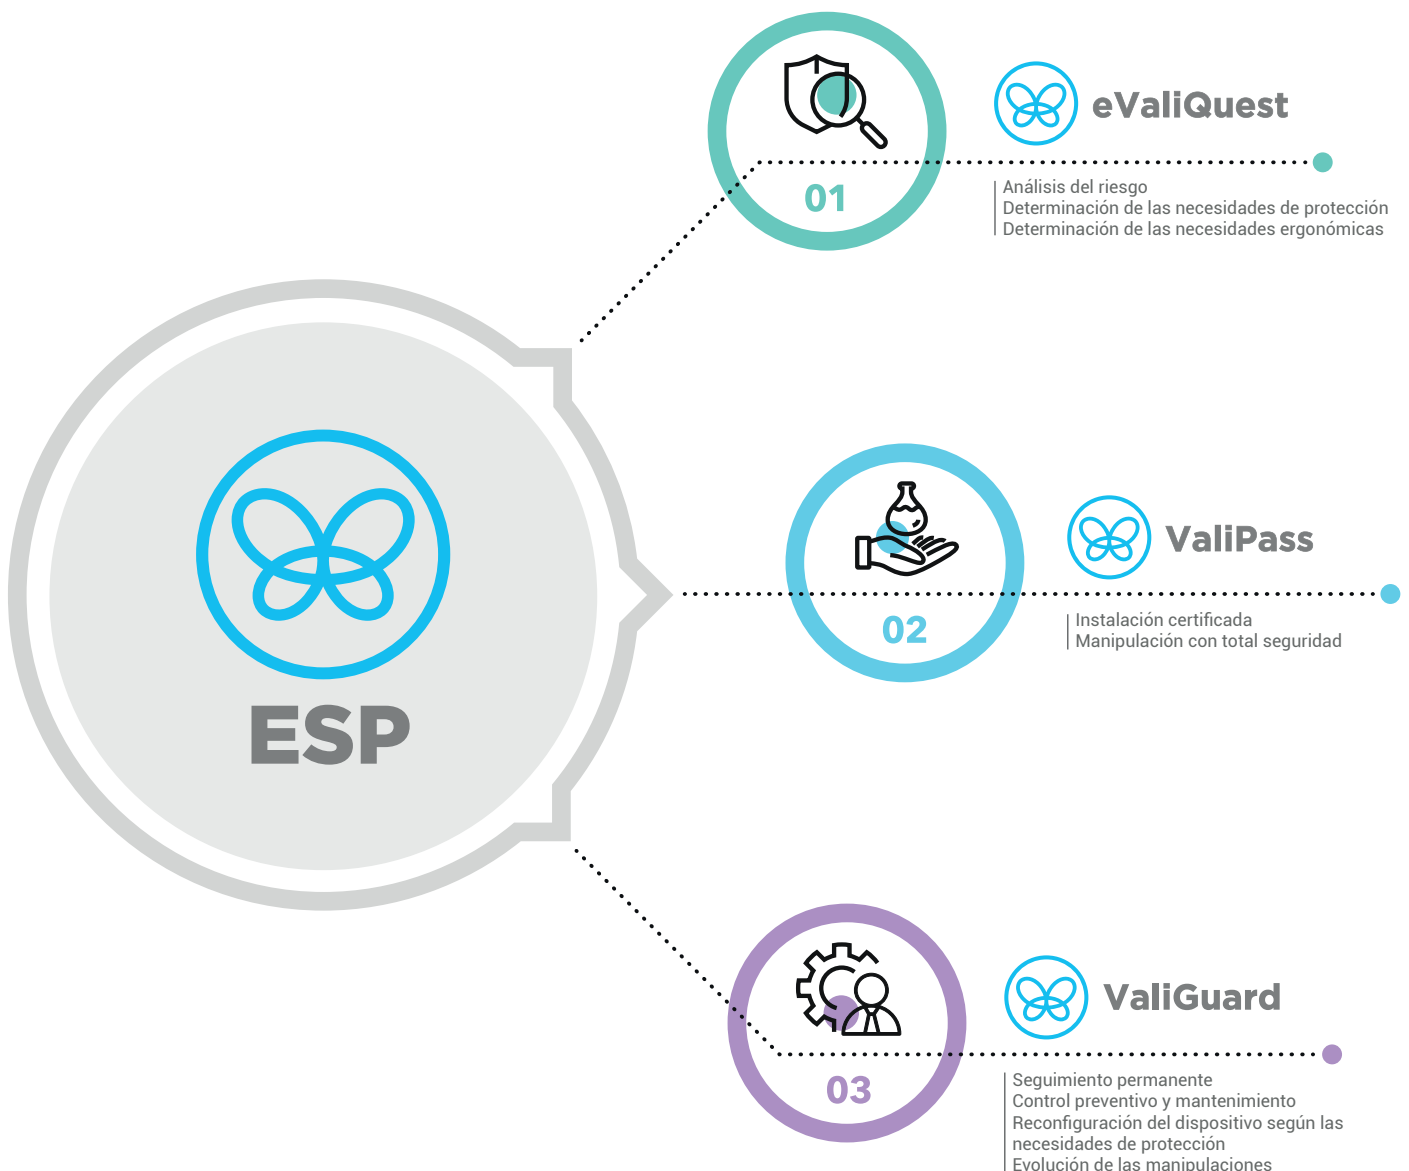 eValiQuest
01
Análisis del riesgo
Determinación de las necesidades de protección
Determinación de las necesidades ergonómicas
ESP
ValiPass
02
Instalación certificada
Manipulación con total seguridad
ValiGuard
03
Seguimiento permanente
Control preventivo y mantenimiento
Reconfiguración del dispositivo según las
necesidades de protección
Evolución de las manipulaciones